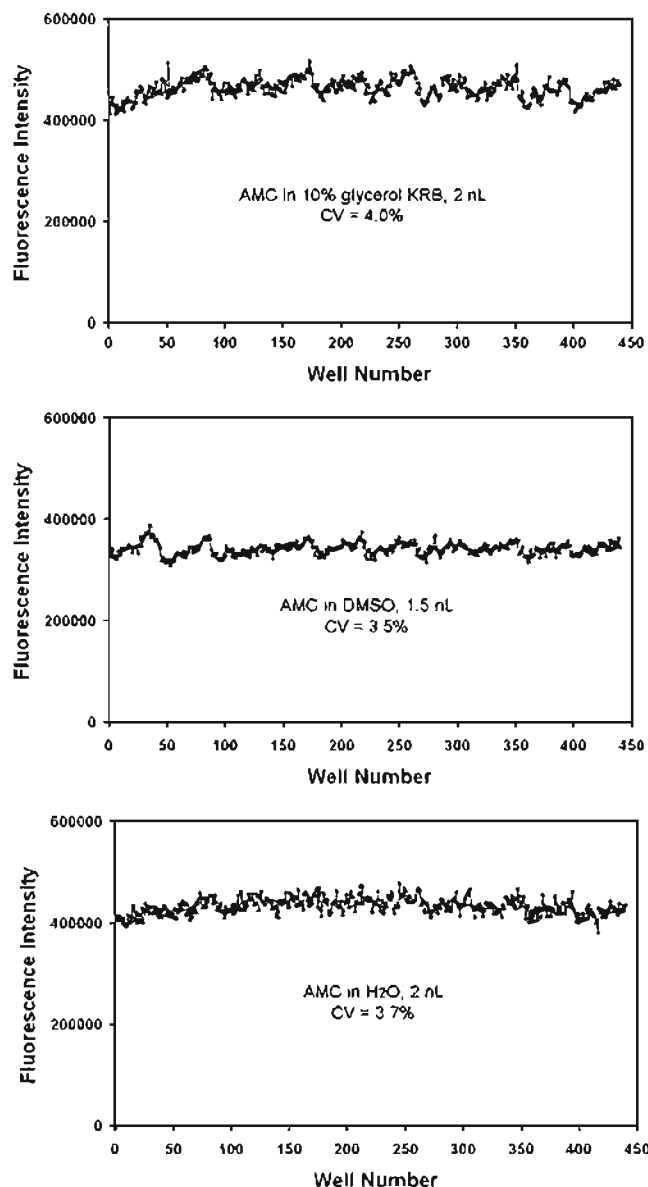 600000
400000
200000
0
Fluorescence Intensity
AMC in 10% glycerol KRB, 2 nL
CV = 4.0%
0 50 100 150 200 250 300 350 400 450
Well Number
600000
400000
200000
0
Fluorescence Intensity
AMC in DMSO, 1.5 nL
CV = 3.5%
0 50 100 150 200 250 300 350 400 450
Well Number
600000
400000
200000
0
Fluorescence Intensity
AMC in H2O, 2 nL
CV = 3.7%
0 50 100 150 200 250 300 350 400 450
Well Number